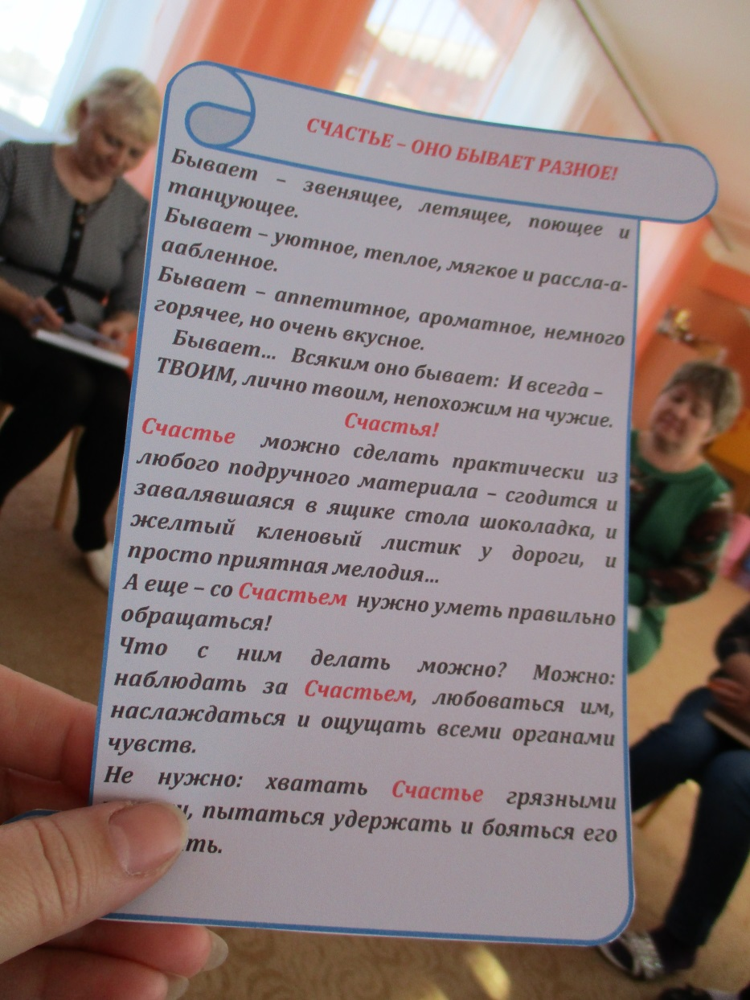 СЧАСТЬЕ – ОНО БЫВАЕТ РАЗНОЕ!
Бывает – звенящее, летящее, поющее и
танцующее.
Бывает – уютное, теплое, мягкое и рассла-а-
аабленное.
Бывает – аппетитное, ароматное, немного
горячее, но очень вкусное.
Бывает... Всяким оно бывает: И всегда –
ТВОИМ, лично твоим, непохожим на чужие.
Счастья!
Счастье можно сделать практически из
любого подручного материала – сгодится и
завалявшаяся в ящике стола шоколадка, и
желтый кленовый листик у дороги, и
просто приятная мелодия...
А еще – со Счастьем нужно уметь правильно
обращаться!
Что с ним делать можно? Можно:
наблюдать за Счастьем, любоваться им,
наслаждаться и ощущать всеми органами
чувств.
Не нужно: хватать Счастье грязными
пытаться удержать и бояться его